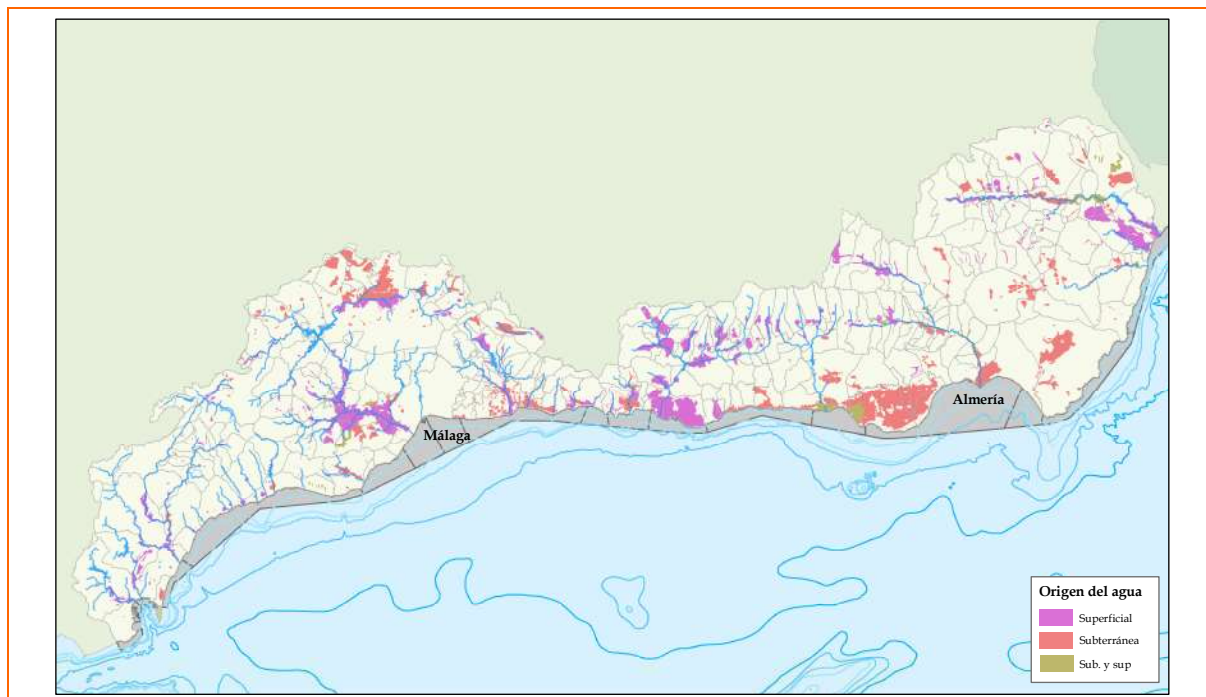 Almería
Málaga
Origen del agua
Superficial
Subterránea
Sub. y sup